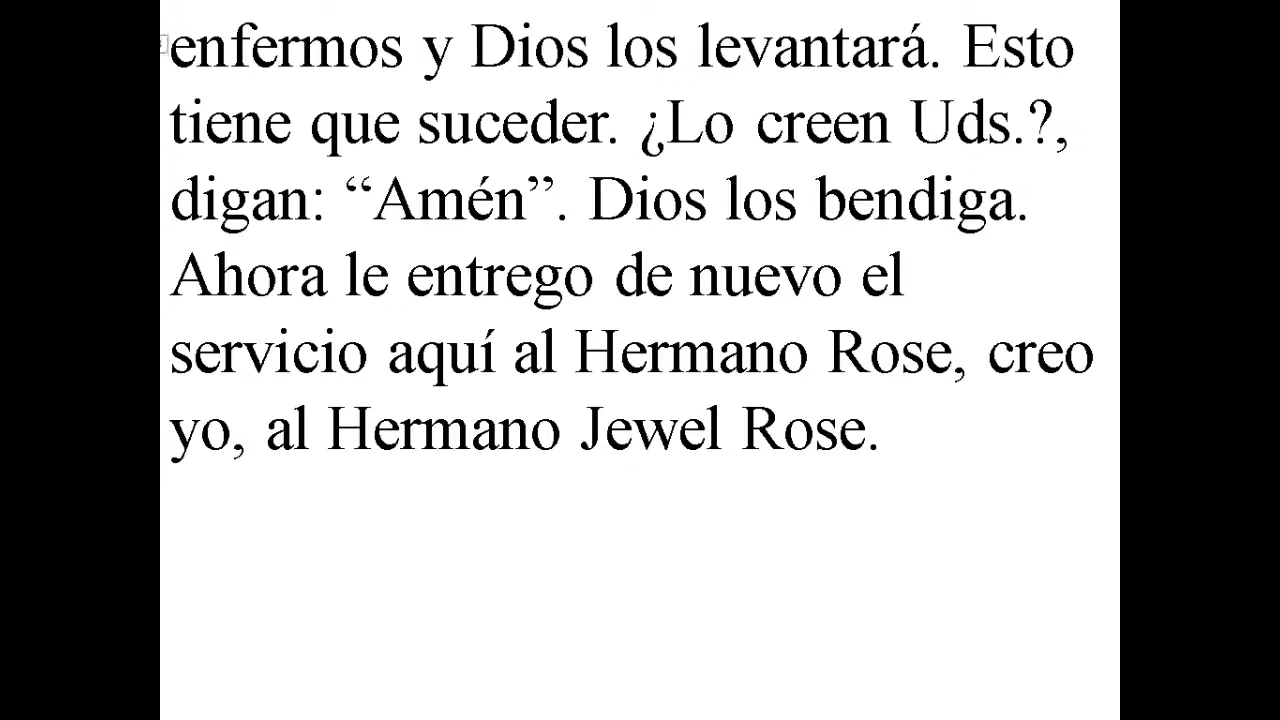 enfermos y Dios los levantará. Esto
tiene que suceder. ¿Lo creen Uds.?,
digan: “Amén”. Dios los bendiga.
Ahora le entrego de nuevo el
servicio aquí al Hermano Rose, creo
yo, al Hermano Jewel Rose.